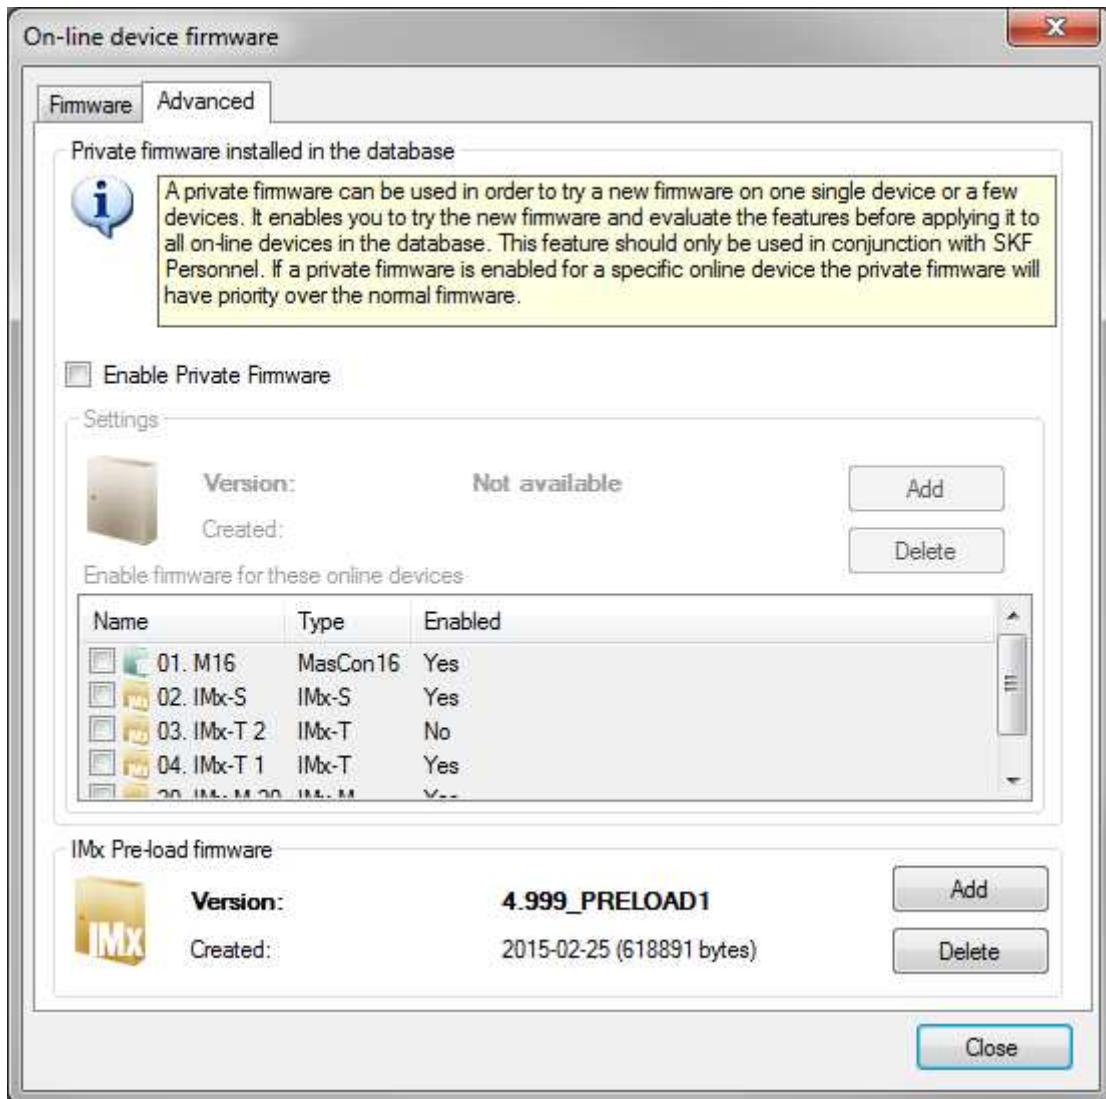 On-line device firmware
Firmware Advanced
Private firmware installed in the database
A private firmware can be used in order to try a new firmware on one single device or a few
devices. It enables you to try the new firmware and evaluate the features before applying it to
all on-line devices in the database. This feature should only be used in conjunction with SKF
Personnel. If a private firmware is enabled for a specific online device the private firmware will
have priority over the normal firmware.
Enable Private Firmware
Settings
Version: Not available Add
Created:
Delete
Enable firmware for these online devices
Name Type Enabled
01. M16 MasCon16 Yes
02. IMx-S IMx-S Yes
03. IMx-T 2 IMx-T No
04. IMx-T 1 IMx-T Yes
20. IMx-M 20 IMx-M Yes
IMx Pre-load firmware
IMx
Version: 4.999_PRELOAD1 Add
Created: 2015-02-25 (618891 bytes) Delete
Close